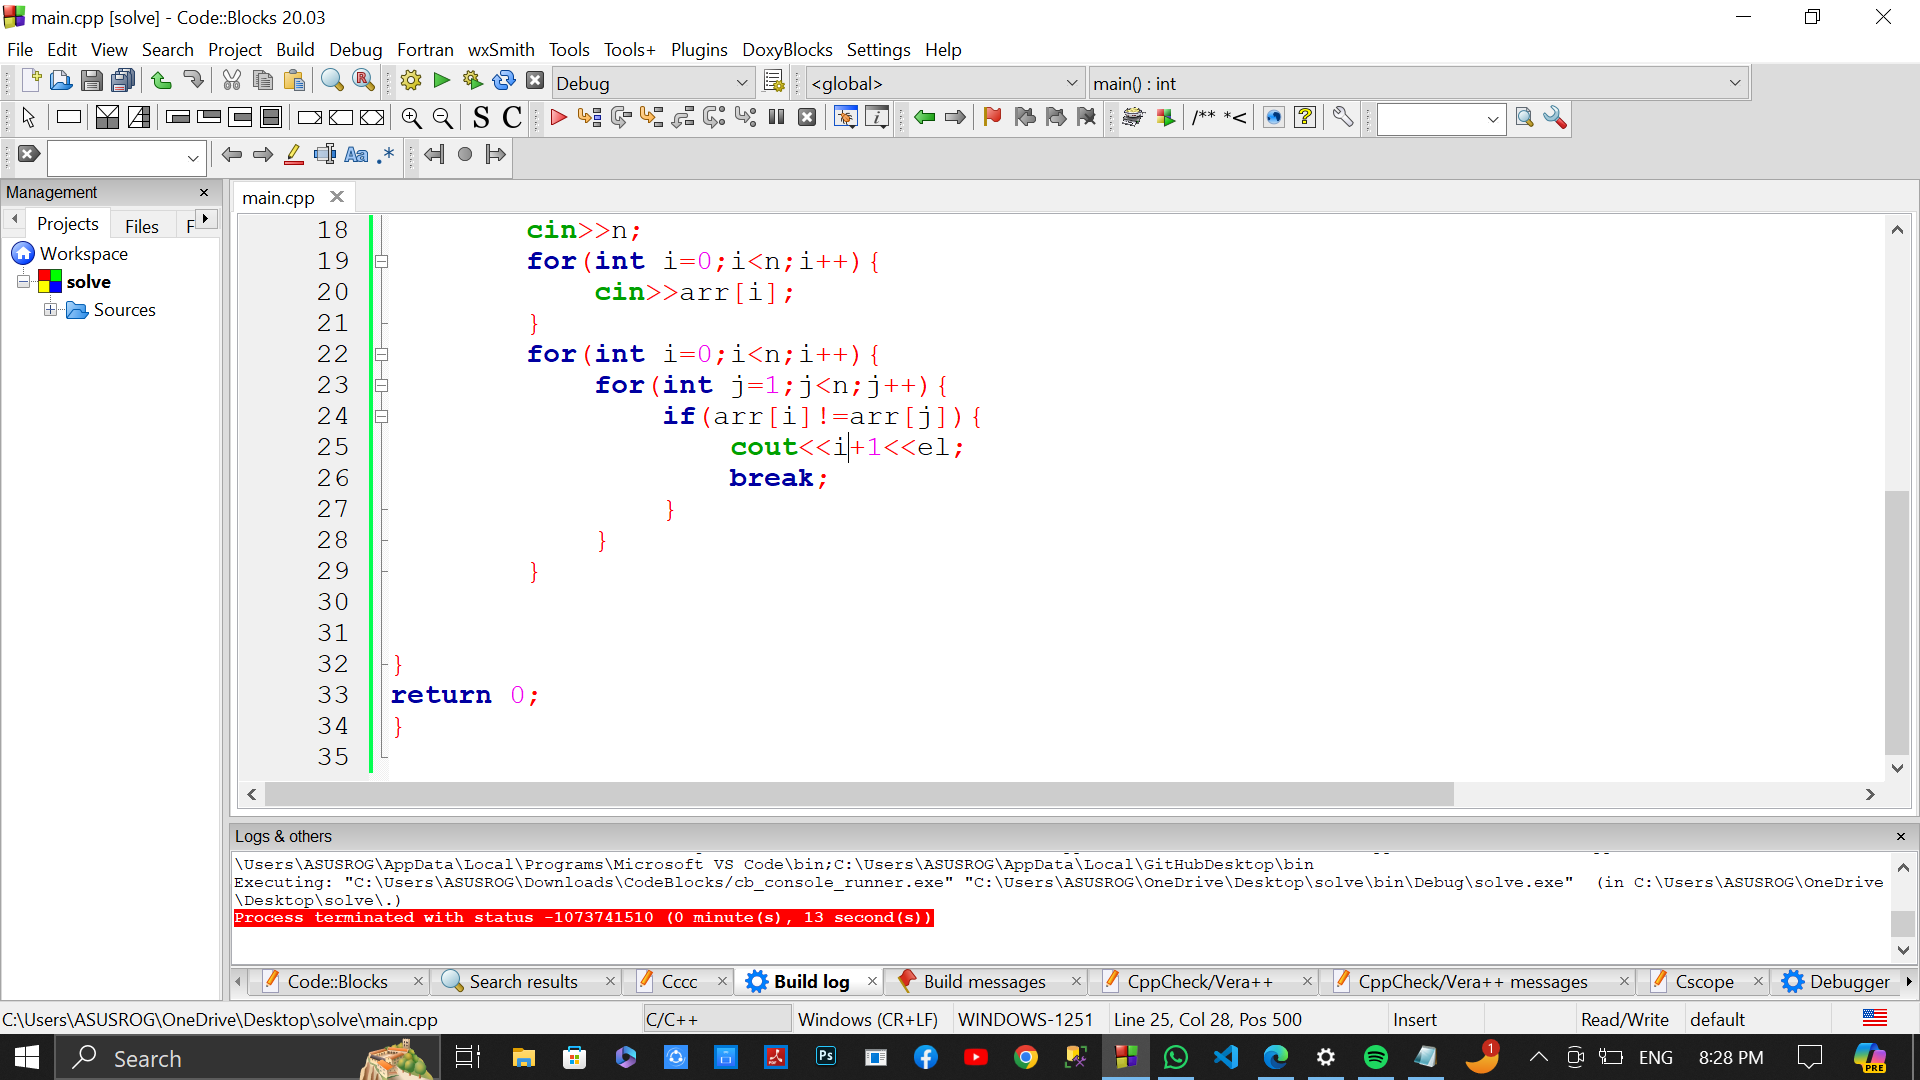 main.cpp [solve] - Code::Blocks 20.03
File Edit View Search Project Build Debug Fortran wxSmith Tools Tools+ Plugins DoxyBlocks Settings Help
Debug <global> main() : int
S C /** *<
Aa .*
Management
main.cpp
Projects Files F
Workspace
solve
Sources
18 cin>>n;
19 for(int i=0;i<n;i++){
20 cin>>arr[i];
21 }
22 for(int i=0;i<n;i++){
23 for(int j=1;j<n;j++){
24 if(arr[i]!=arr[j]){
25 cout<<i+1<<el;
26 break;
27 }
28 }
29 }
30
31
32 }
33 return 0;
34 }
35
Logs & others
\Users\ASUSROG\AppData\Local\Programs\Microsoft VS Code\bin;C:\Users\ASUSROG\AppData\Local\GitHubDesktop\bin
Executing: "C:\Users\ASUSROG\Downloads\CodeBlocks/cb_console_runner.exe" "C:\Users\ASUSROG\OneDrive\Desktop\solve\bin\Debug\solve.exe"  (in C:\Users\ASUSROG\OneDrive
\Desktop\solve\.)
Process terminated with status -1073741510 (0 minute(s), 13 second(s))
Code::Blocks Search results Cccc Build log Build messages CppCheck/Vera++ CppCheck/Vera++ messages Cscope Debugger
C:\Users\ASUSROG\OneDrive\Desktop\solve\main.cpp C/C++ Windows (CR+LF) WINDOWS-1251 Line 25, Col 28, Pos 500 Insert Read/Write default
Search Ps 1 ENG 8:28 PM PRE